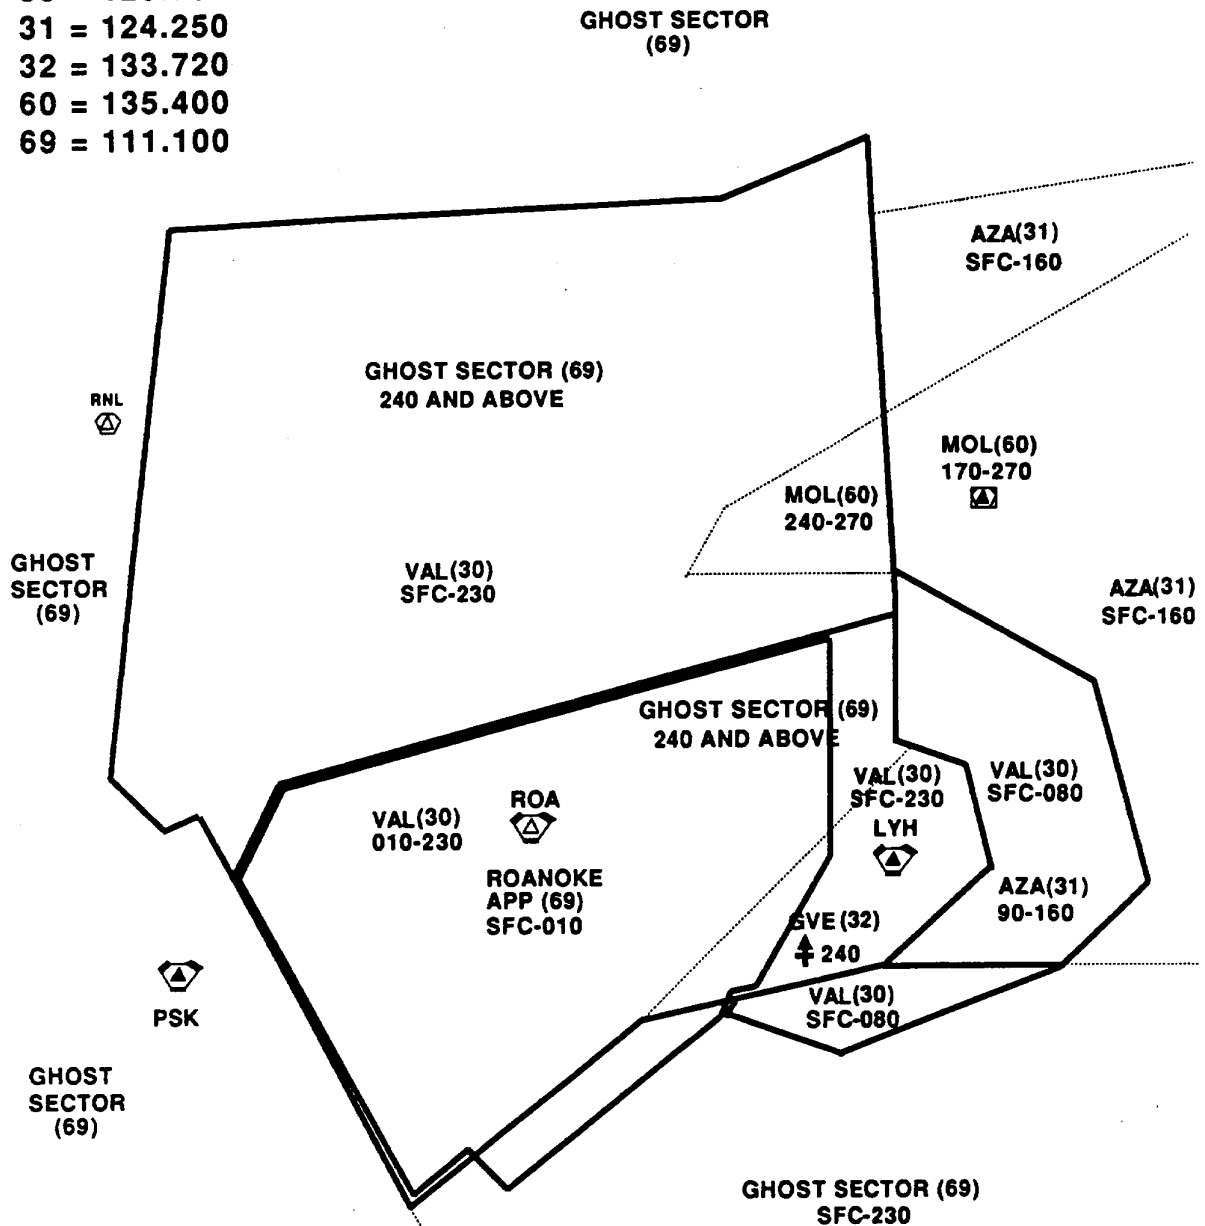 31 = 124.250
32 = 133.720
60 = 135.400
69 = 111.100
GHOST SECTOR
(69)
AZA(31)
SFC-160
GHOST SECTOR (69)
240 AND ABOVE
RNL
MOL(60)
170-270
MOL(60)
240-270
GHOST
SECTOR
(69)
VAL(30)
SFC-230
AZA(31)
SFC-160
GHOST SECTOR (69)
240 AND ABOVE
VAL(30)
SFC-230
VAL(30)
SFC-080
ROA
VAL(30)
010-230
LYH
ROANOKE
APP (69)
SFC-010
AZA(31)
90-160
GVE (32)
240
PSK
VAL(30)
SFC-080
GHOST
SECTOR
(69)
GHOST SECTOR (69)
SFC-230